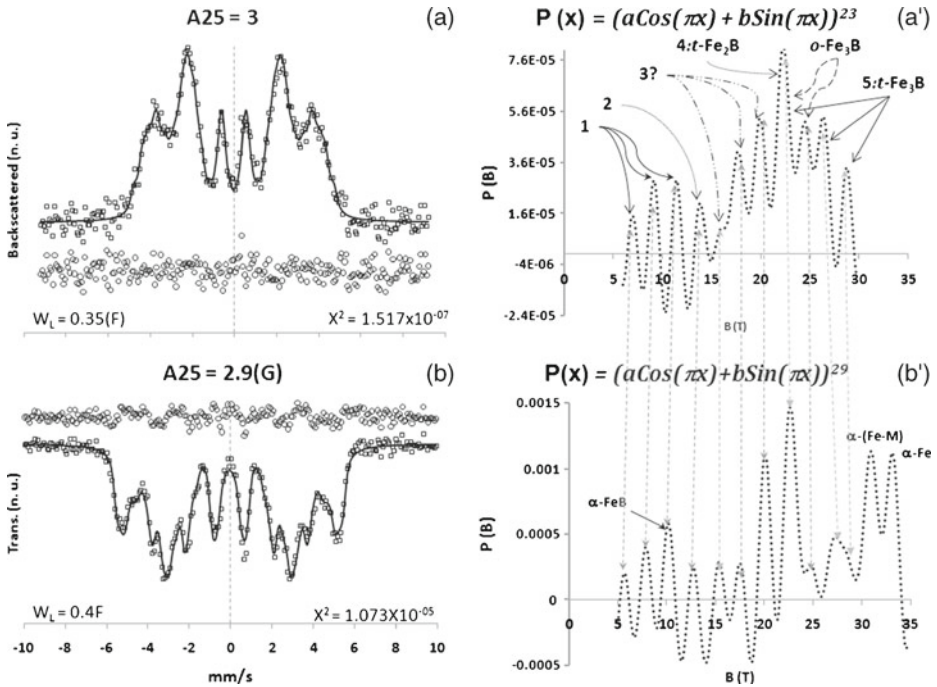 A25 = 3
(a)
Backscattered (n. u.)
W_L = 0.35(F)
X² = 1.517x10⁻⁰⁷
P (x) = (aCos(πx) + bSin(πx))²³
(a')
7.6E-05
5.6E-05
3.6E-05
1.6E-05
-4E-06
-2.4E-05
P (B)
4:t-Fe₂B
o-Fe₃B
3?
5:t-Fe₃B
2
1
0 5 10 15 20 25 30 35
B (T)
A25 = 2.9(G)
(b)
Trans. (n. u.)
W_L = 0.4F
X² = 1.073X10⁻⁰⁵
-10 -8 -6 -4 -2 0 2 4 6 8 10
mm/s
P(x) = (aCos(πx)+bSin(πx))²⁹
(b')
0.0015
0.001
0.0005
0
-0.0005
P (B)
α-(Fe-M)
α-Fe
α-FeB
5 10 15 20 25 30 35
B (T)